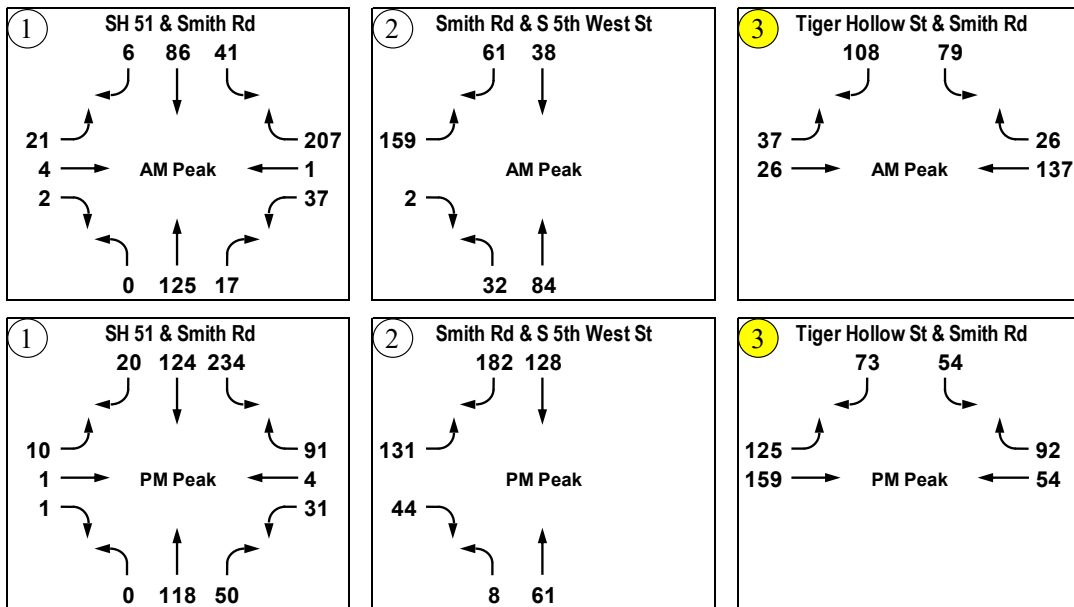 1
SH 51 & Smith Rd
6 86 41
21
207
4
AM Peak
1
2
37
0 125 17
2
Smith Rd & S 5th West St
61 38
159
AM Peak
2
32 84
3
Tiger Hollow St & Smith Rd
108 79
37
26
26
AM Peak
137
1
SH 51 & Smith Rd
20 124 234
10
91
1
PM Peak
4
1
31
0 118 50
2
Smith Rd & S 5th West St
182 128
131
PM Peak
44
8 61
3
Tiger Hollow St & Smith Rd
73 54
125
92
159
PM Peak
54